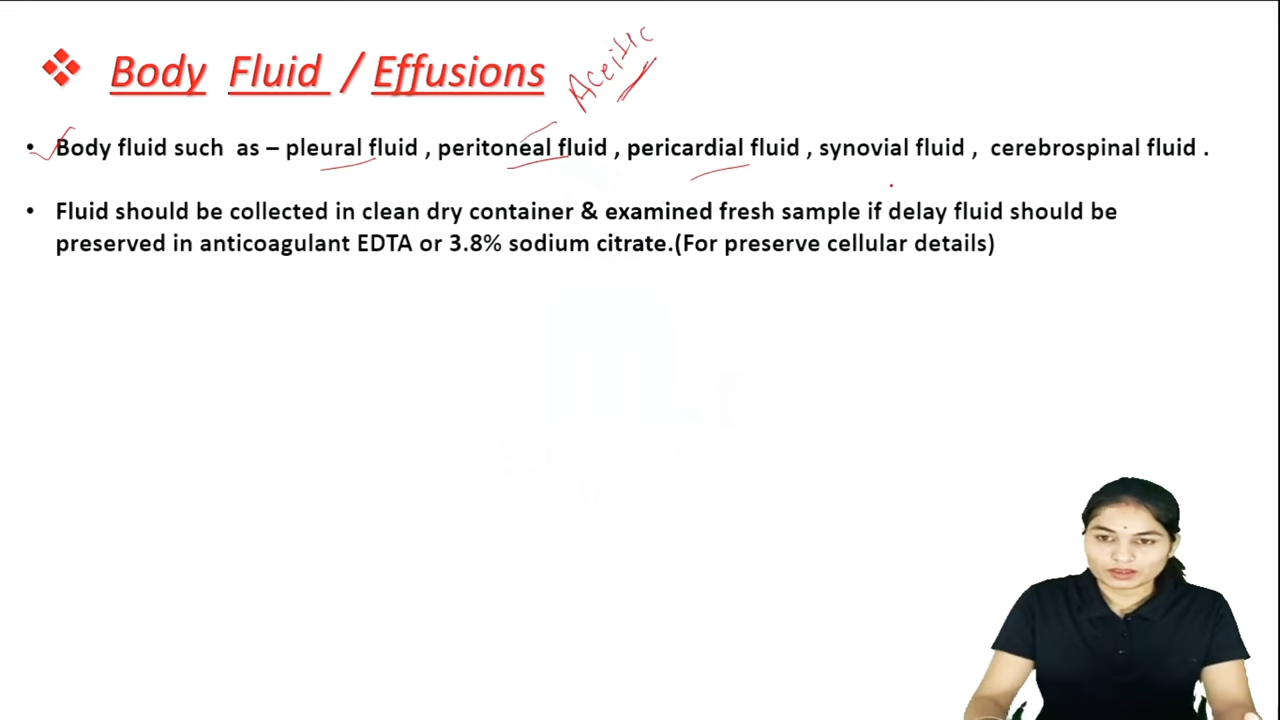 ❖ Body Fluid / Effusions
Aceitic
• Body fluid such as – pleural fluid , peritoneal fluid , pericardial fluid , synovial fluid , cerebrospinal fluid .
• Fluid should be collected in clean dry container & examined fresh sample if delay fluid should be
preserved in anticoagulant EDTA or 3.8% sodium citrate.(For preserve cellular details)